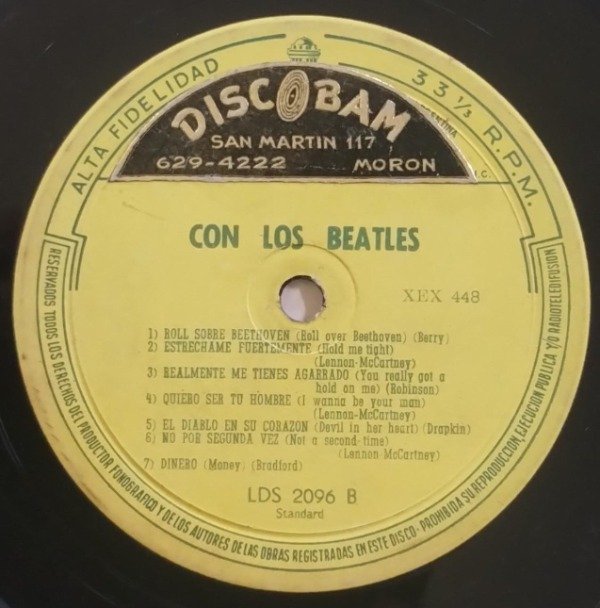 ALTA FIDELIDAD
33⅓ R.P.M.
DISCOBAM
SAN MARTIN 117
629-4222 MORON
CON LOS BEATLES
XEX 448
1) ROLL SOBRE BEETHOVEN (Roll over Beethoven) (Berry)
2) ESTRECHAME FUERTEMENTE (Hold me tight)
(Lennon-McCartney)
3) REALMENTE ME TIENES AGARRADO (You really got a
hold on me) (Robinson)
4) QUIERO SER TU HOMBRE (I wanna be your man)
(Lennon-McCartney)
5) EL DIABLO EN SU CORAZON (Devil in her heart) (Drapkin)
6) NO POR SEGUNDA VEZ (Not a second time)
(Lennon McCartney)
7) DINERO (Money) (Bradford)
LDS 2096 B
Standard
RESERVADOS TODOS LOS DERECHOS DEL PRODUCTOR FONOGRAFICO Y DE LOS AUTORES DE LAS OBRAS REGISTRADAS EN ESTE DISCO - PROHIBIDA SU REPRODUCCION, EJECUCION PUBLICA Y/O RADIOTELEDIFUSION